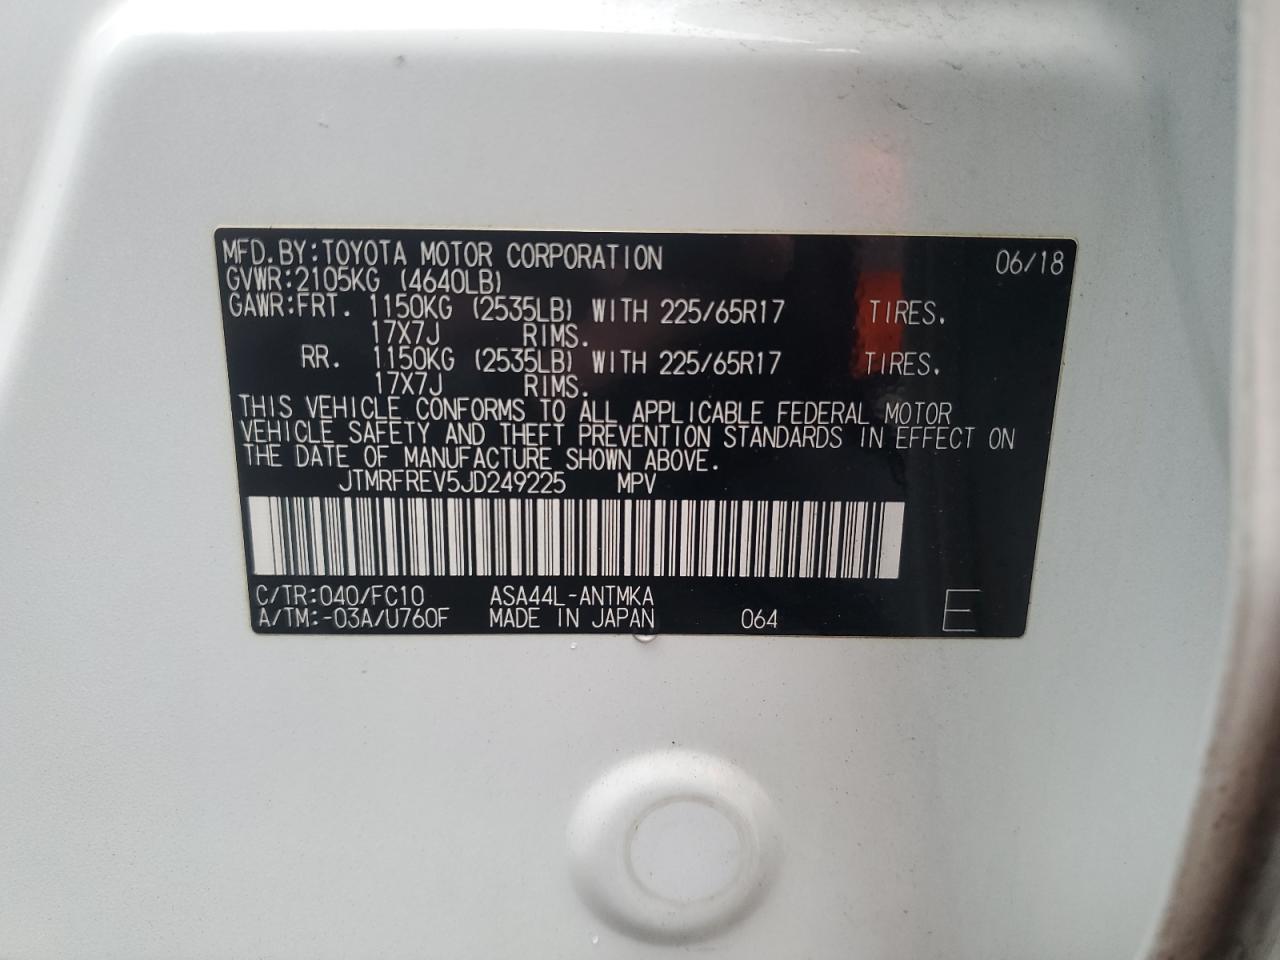 MFD.BY:TOYOTA MOTOR CORPORATION 06/18
GVWR:2105KG (4640LB)
GAWR:FRT. 1150KG (2535LB) WITH 225/65R17 TIRES.
17X7J RIMS.
RR. 1150KG (2535LB) WITH 225/65R17 TIRES.
17X7J RIMS.
THIS VEHICLE CONFORMS TO ALL APPLICABLE FEDERAL MOTOR
VEHICLE SAFETY AND THEFT PREVENTION STANDARDS IN EFFECT ON
THE DATE OF MANUFACTURE SHOWN ABOVE.
JTMRFREV5JD249225 MPV
C/TR:040/FC10 ASA44L-ANTMKA
A/TM:-03A/U760F MADE IN JAPAN 064 E